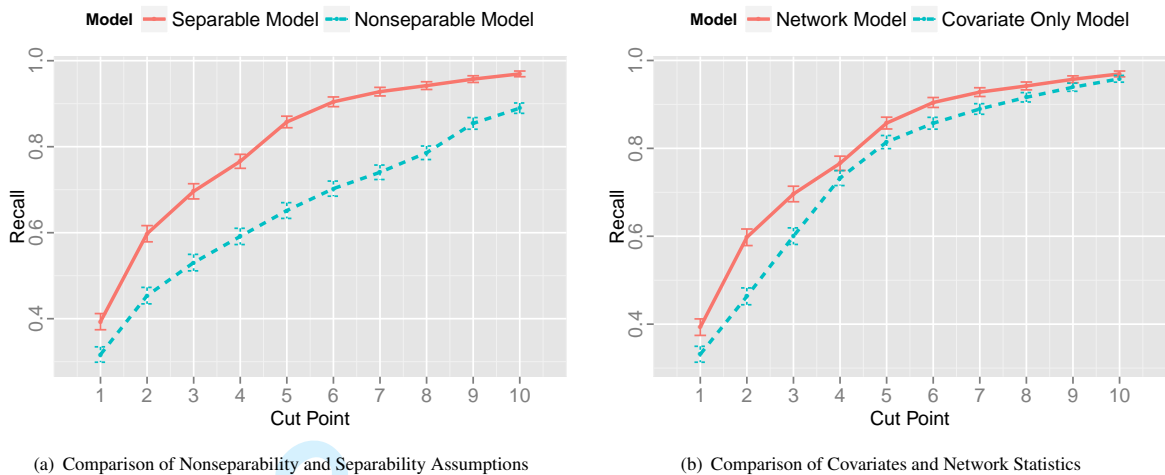 Model Separable Model Nonseparable Model
1.0
0.8
0.6
0.4
Recall
1 2 3 4 5 6 7 8 9 10
Cut Point
(a) Comparison of Nonseparability and Separability Assumptions
Model Network Model Covariate Only Model
1.0
0.8
0.6
0.4
Recall
1 2 3 4 5 6 7 8 9 10
Cut Point
(b) Comparison of Covariates and Network Statistics